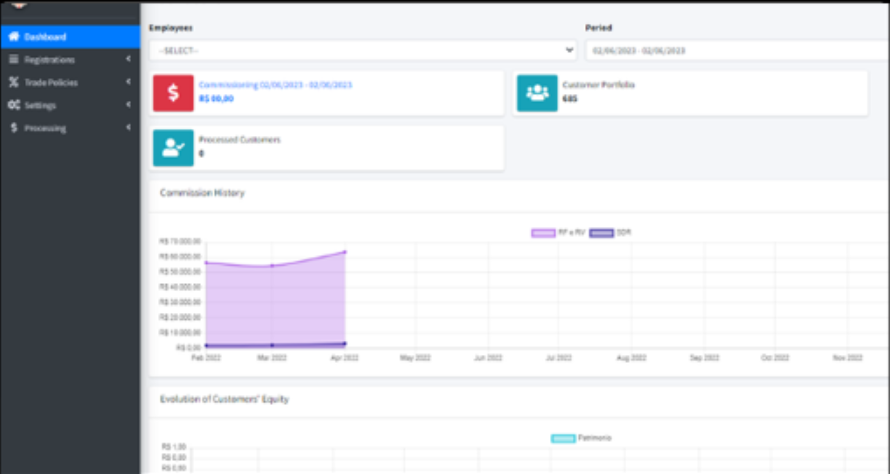 Dashboard
Registrations
Trade Policies
Settings
Processing
Employees
--SELECT--
Period
02/06/2023 - 02/06/2023
Commissioning 02/06/2023 - 02/06/2023
R$ 00,00
Customer Portfolio
685
Processed Customers
0
Commission History
RF e RV SDR
R$ 70.000,00
R$ 60.000,00
R$ 50.000,00
R$ 40.000,00
R$ 30.000,00
R$ 20.000,00
R$ 10.000,00
R$ 0,00
Feb 2022 Mar 2022 Apr 2022 May 2022 Jun 2022 Jul 2022 Aug 2022 Sep 2022 Oct 2022 Nov 2022
Evolution of Customers' Equity
Patrimonio
R$ 1,00
R$ 0,90
R$ 0,80